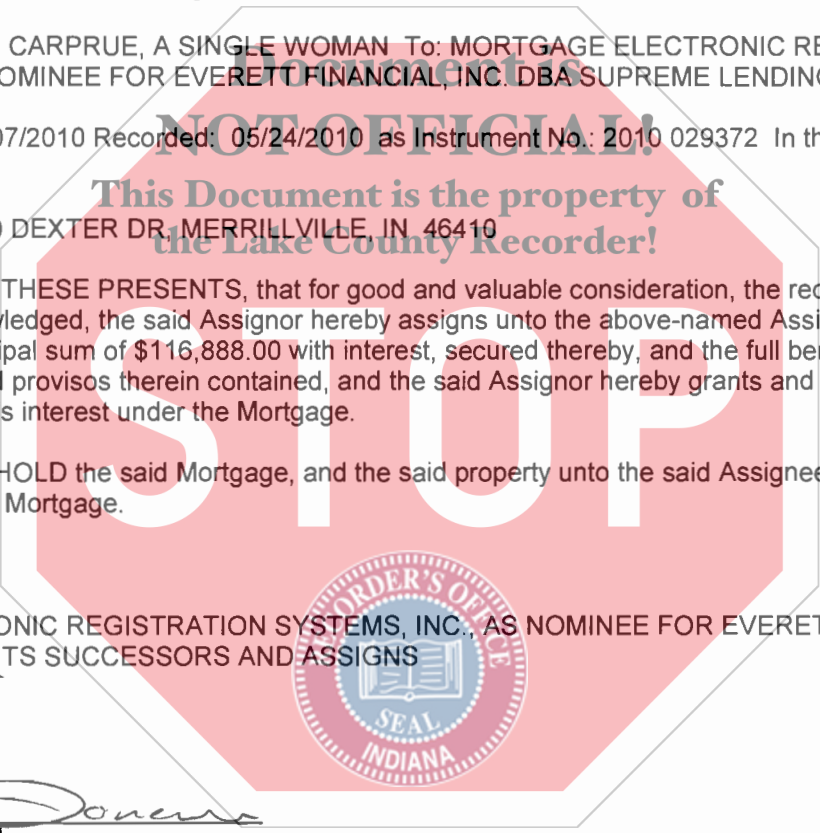 CARPRUE, A SINGLE WOMAN To: MORTGAGE ELECTRONIC RE
OMINEE FOR EVERETT FINANCIAL, INC. DBA SUPREME LENDING
Document is
07/2010 Recorded: 05/24/2010 as Instrument No.: 2010 029372 In th
NOT OFFICIAL!
This Document is the property of
DEXTER DR, MERRILLVILLE, IN 46410
the Lake County Recorder!
THESE PRESENTS, that for good and valuable consideration, the rec
ledged, the said Assignor hereby assigns unto the above-named Assi
ipal sum of $116,888.00 with interest, secured thereby, and the full ber
provisos therein contained, and the said Assignor hereby grants and
s interest under the Mortgage.
HOLD the said Mortgage, and the said property unto the said Assignee
Mortgage.
STOP
ONIC REGISTRATION SYSTEMS, INC., AS NOMINEE FOR EVERET
TS SUCCESSORS AND ASSIGNS
RECORDER'S OFFICE
SEAL
INDIANA